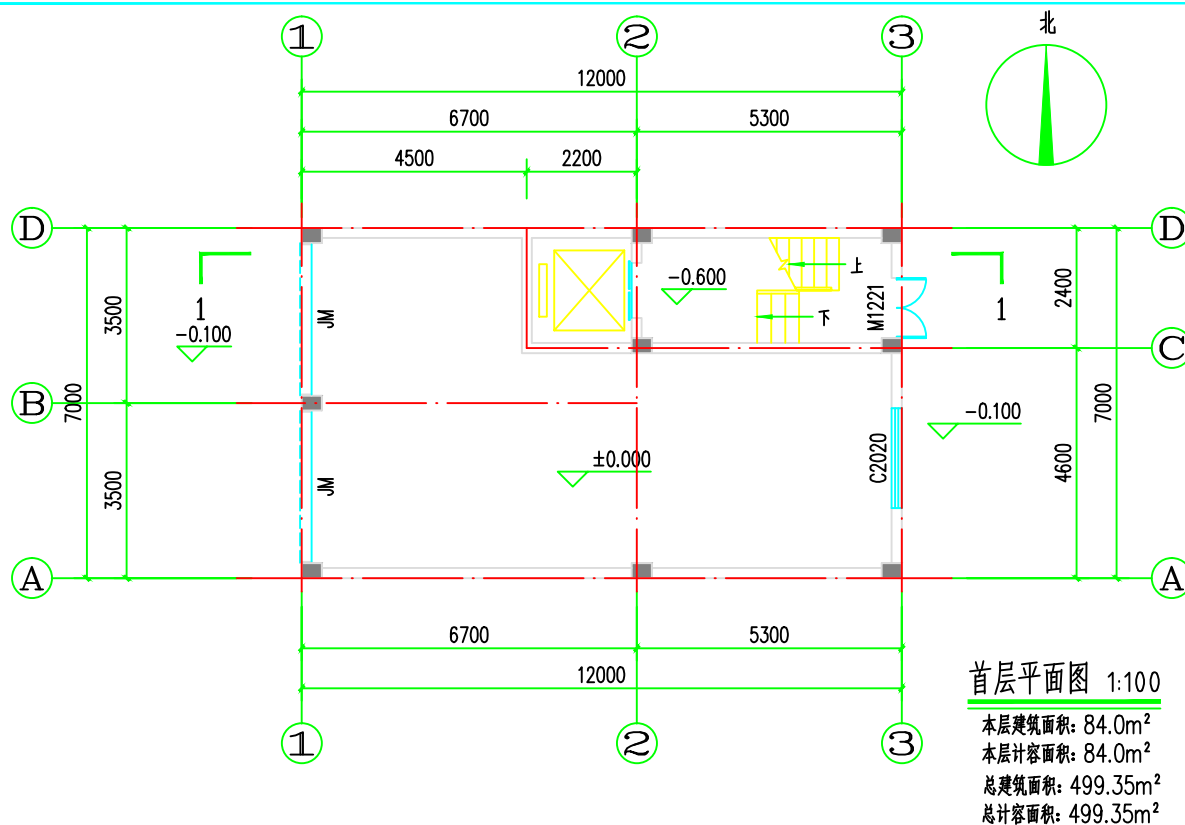 北
1 2 3
12000
6700 5300
4500 2200
D D
1 1
3500
-0.100
JM
-0.600
上
下
M1221
2400
C
B
7000
7000
-0.100
±0.000
C2020
4600
3500
JM
A A
6700 5300
12000
1 2 3
首层平面图 1:100
本层建筑面积: 84.0m²
本层计容面积: 84.0m²
总建筑面积: 499.35m²
总计容面积: 499.35m²